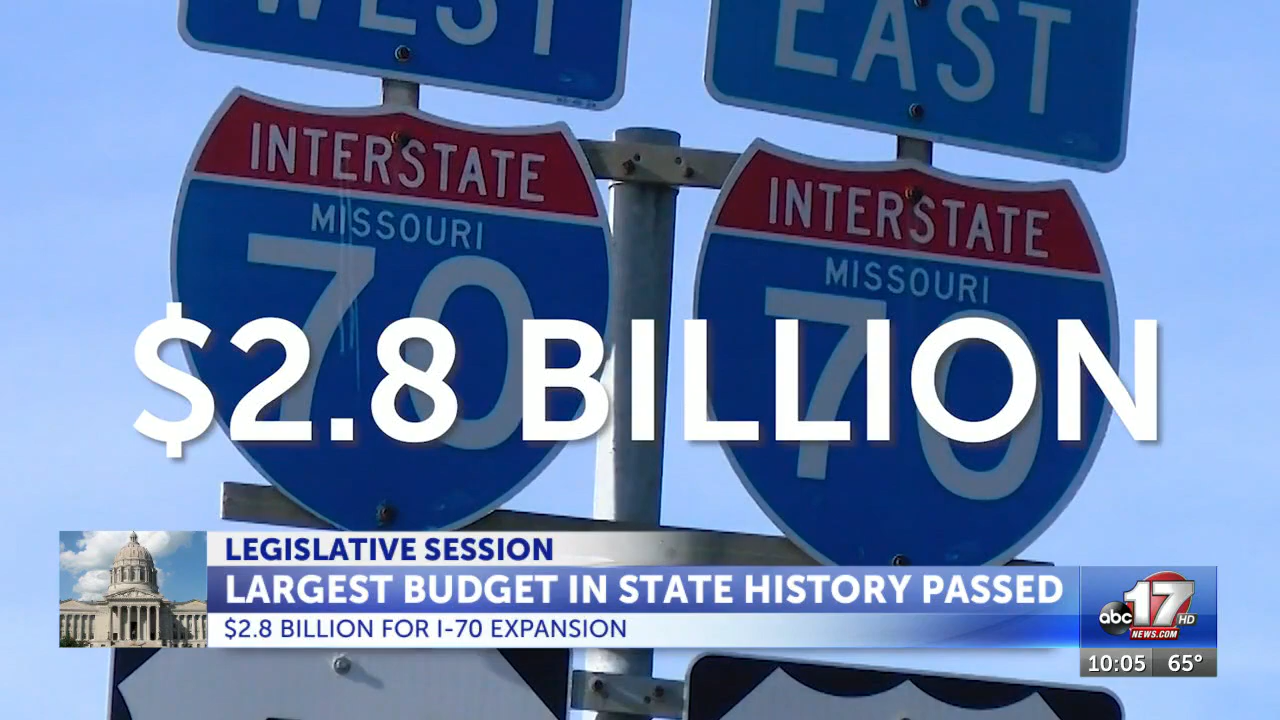 WEST
EAST
INTERSTATE
MISSOURI
70
INTERSTATE
MISSOURI
70
$2.8 BILLION
LEGISLATIVE SESSION
LARGEST BUDGET IN STATE HISTORY PASSED
$2.8 BILLION FOR I-70 EXPANSION
abc 17 HD
NEWS.COM
10:05 65°